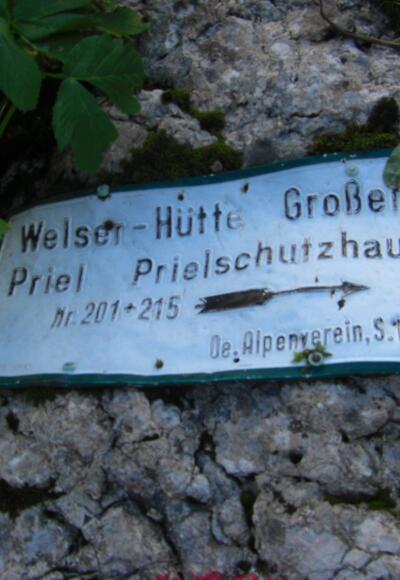 Welser-Hütte Großer
Priel Prielschutzhau
Nr. 201+215
Oe. Alpenverein, S.